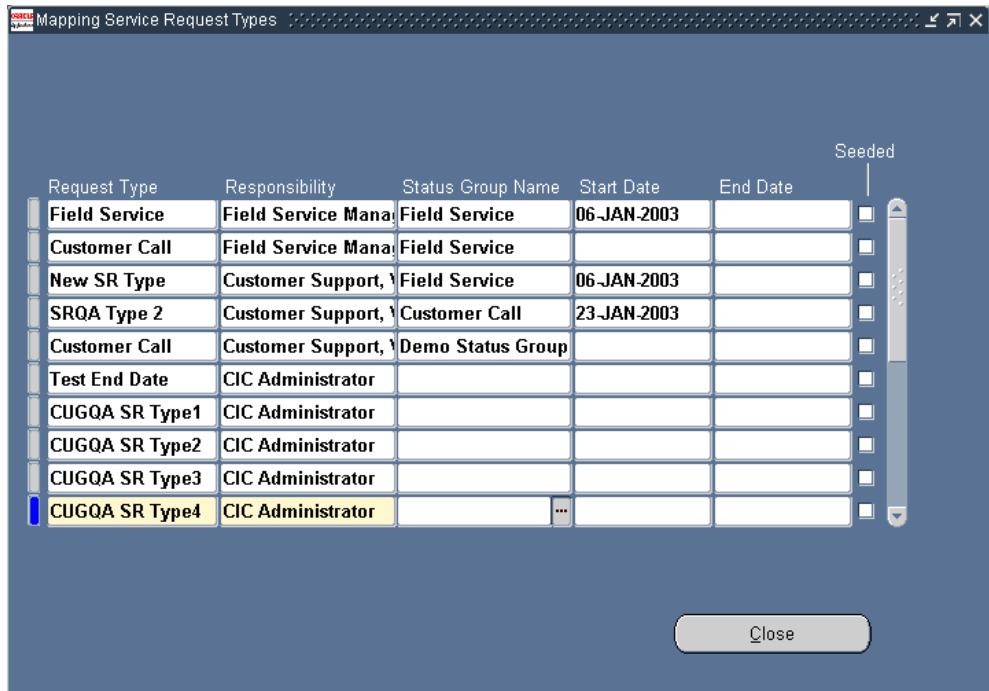 ORACLE Mapping Service Request Types
Seeded
Request Type Responsibility Status Group Name Start Date End Date
Field Service Field Service Mana Field Service 06-JAN-2003
Customer Call Field Service Mana Field Service
New SR Type Customer Support, Field Service 06-JAN-2003
SRQA Type 2 Customer Support, Customer Call 23-JAN-2003
Customer Call Customer Support, Demo Status Group
Test End Date CIC Administrator
CUGQA SR Type1 CIC Administrator
CUGQA SR Type2 CIC Administrator
CUGQA SR Type3 CIC Administrator
CUGQA SR Type4 CIC Administrator ...
Close